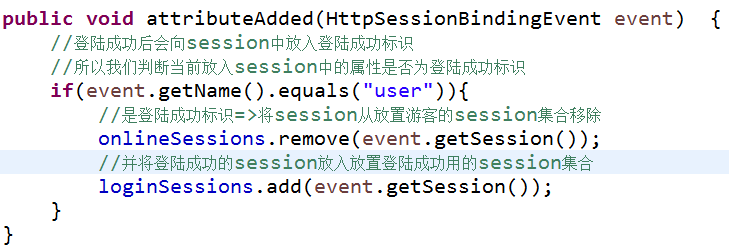 public void attributeAdded(HttpSessionBindingEvent event)  {
    //登陆成功后会向session中放入登陆成功标识
    //所以我们判断当前放入session中的属性是否为登陆成功标识
    if(event.getName().equals("user")){
        //是登陆成功标识=>将session从放置游客的session集合移除
        onlineSessions.remove(event.getSession());
        //并将登陆成功的session放入放置登陆成功用的session集合
        loginSessions.add(event.getSession());
    }
}